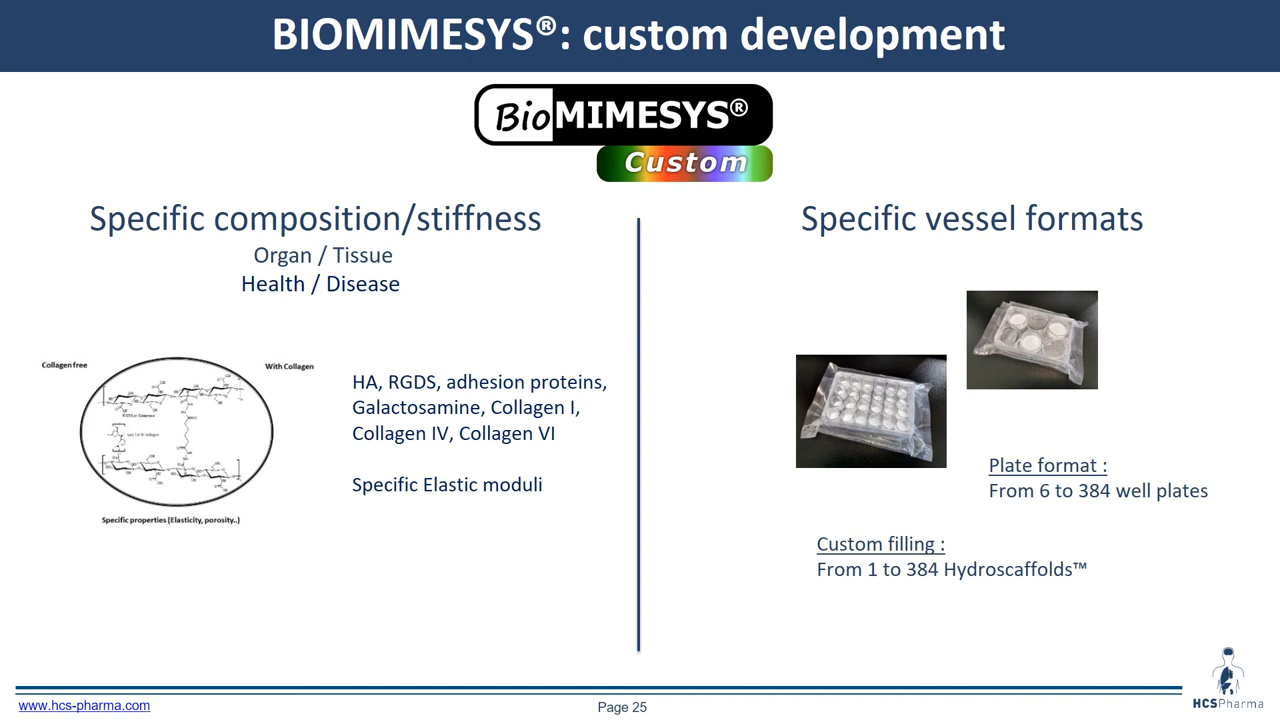 BIOMIMESYS®: custom development
BioMIMESYS®
Custom
Specific composition/stiffness
Organ / Tissue
Health / Disease
Collagen free
With Collagen
Specific properties (Elasticity, porosity..)
HA, RGDS, adhesion proteins,
Galactosamine, Collagen I,
Collagen IV, Collagen VI
Specific Elastic moduli
Specific vessel formats
Plate format :
From 6 to 384 well plates
Custom filling :
From 1 to 384 Hydroscaffolds™
www.hcs-pharma.com
Page 25
HCSPharma